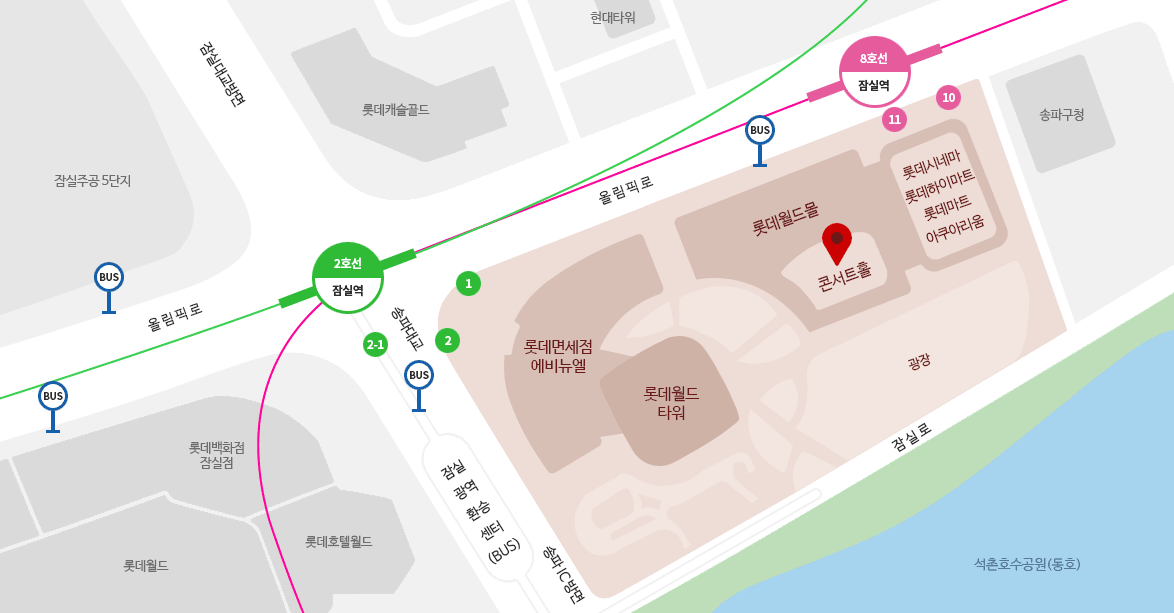 현대타워
잠실대교방면
8호선
잠실역
10
11
BUS
롯데캐슬골드
송파구청
잠실주공 5단지
올림픽로
롯데시네마
롯데하이마트
롯데마트
아쿠아리움
롯데월드몰
콘서트홀
2호선
잠실역
BUS
올림픽로
1
송파대교
2-1
2
BUS
롯데면세점
에비뉴엘
롯데월드
타워
광장
BUS
잠실로
롯데백화점
잠실점
잠실
광역
환승
센터
(BUS)
롯데호텔월드
롯데월드
송파 IC방면
석촌호수공원(동호)